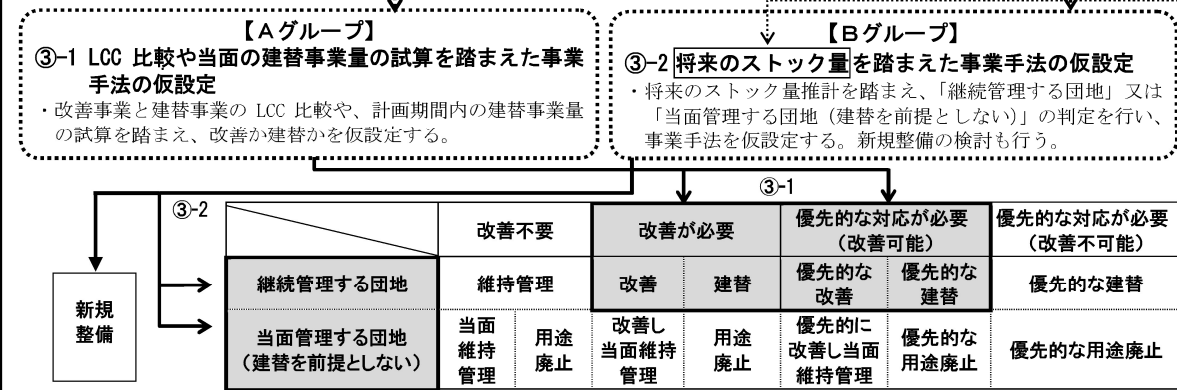 【Aグループ】
③-1 LCC 比較や当面の建替事業量の試算を踏まえた事業
手法の仮設定
・改善事業と建替事業の LCC 比較や、計画期間内の建替事業量
の試算を踏まえ、改善か建替かを仮設定する。
【Bグループ】
③-2 将来のストック量を踏まえた事業手法の仮設定
・将来のストック量推計を踏まえ、「継続管理する団地」又は
「当面管理する団地（建替を前提としない）」の判定を行い、
事業手法を仮設定する。新規整備の検討も行う。
③-1
③-2
新規
整備
改善不要
改善が必要
優先的な対応が必要
（改善可能）
優先的な対応が必要
（改善不可能）
継続管理する団地
維持管理
改善
建替
優先的な
改善
優先的な
建替
優先的な建替
当面管理する団地
（建替を前提としない）
当面
維持
管理
用途
廃止
改善し
当面維持
管理
用途
廃止
優先的に
改善し当面
維持管理
優先的な
用途廃止
優先的な用途廃止